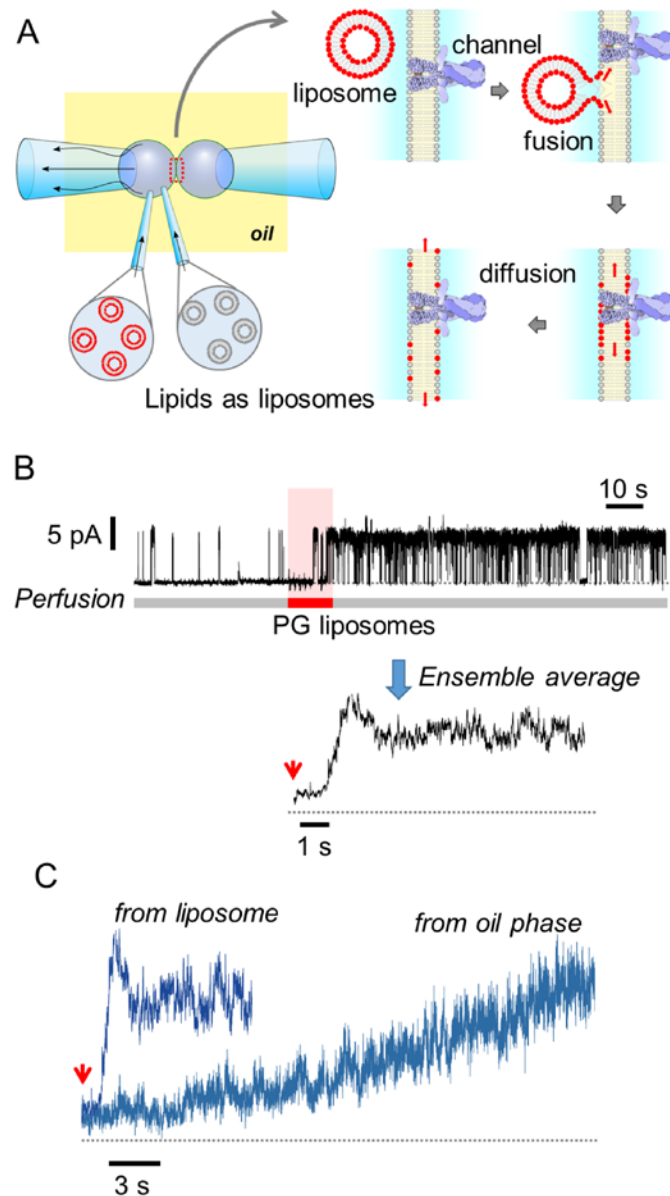 A
liposome
channel
fusion
oil
diffusion
Lipids as liposomes
B
5 pA
10 s
Perfusion
PG liposomes
Ensemble average
1 s
C
from liposome
from oil phase
3 s